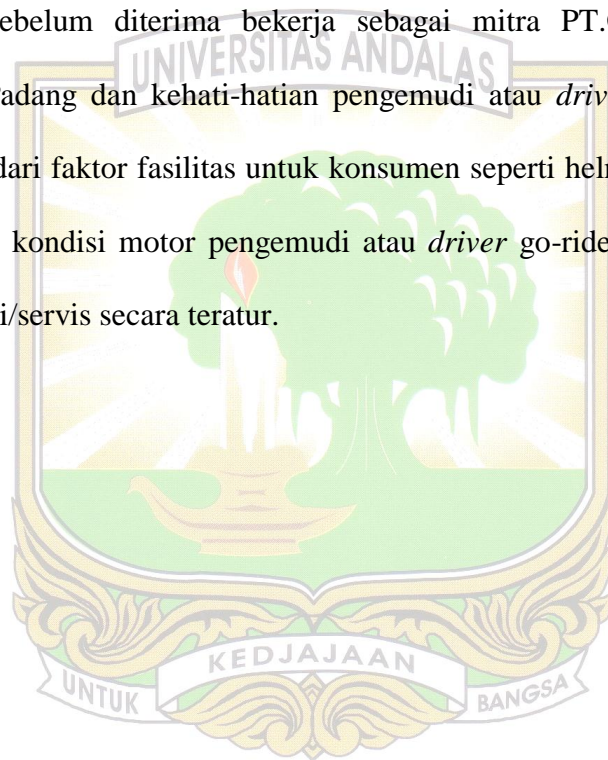 ebelum diterima bekerja sebagai mitra PT.
UNIVERSITAS ANDALAS
adang dan kehati-hatian pengemudi atau driv
dari faktor fasilitas untuk konsumen seperti heln
kondisi motor pengemudi atau driver go-ride
i/servis secara teratur.
KEDJAJAAN
UNTUK BANGSA